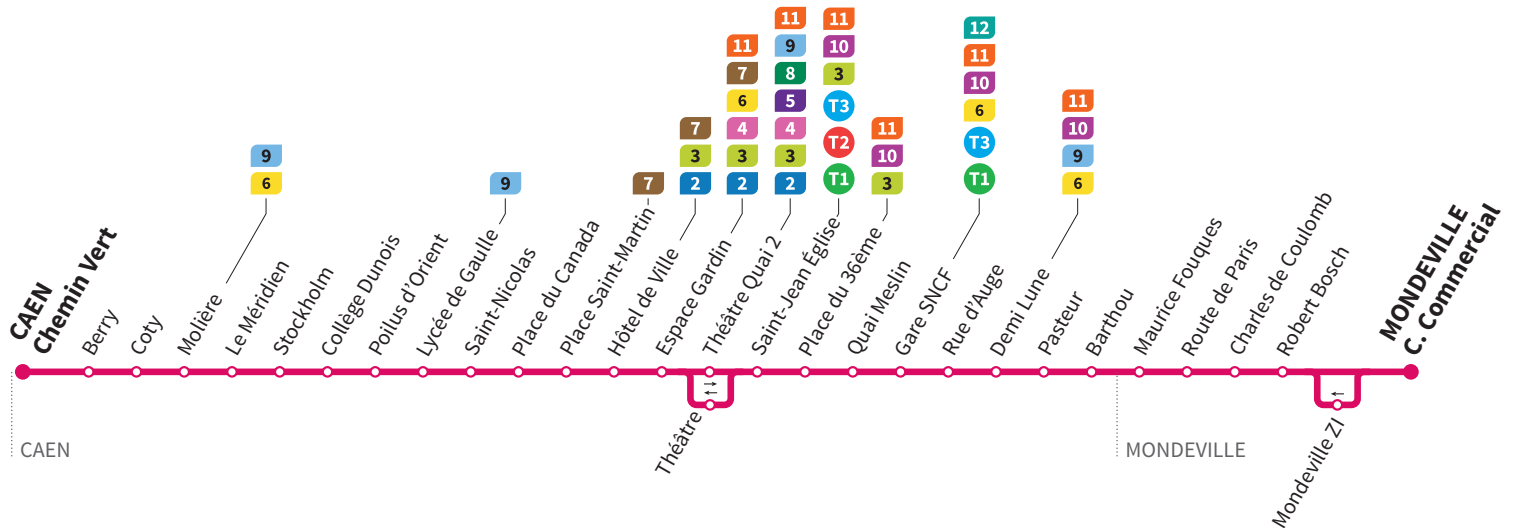 11
11
12
11
9
10
11
7
8
3
10
6
5
T3
6
11
7
4
4
T2
11
T3
10
9
3
3
3
10
9
6
9
7
2
2
2
T1
3
T1
6
CAEN
Chemin Vert
Berry
Coty
Molière
Le Méridien
Stockholm
Collège Dunois
Poilus d’Orient
Lycée de Gaulle
Saint-Nicolas
Place du Canada
Place Saint-Martin
Hôtel de Ville
Espace Gardin
Théâtre Quai 2
Saint-Jean Église
Place du 36ème
Quai Meslin
Gare SNCF
Rue d’Auge
Demi Lune
Pasteur
Barthou
Maurice Fouques
Route de Paris
Charles de Coulomb
Robert Bosch
MONDEVILLE
C. Commercial
Théâtre
Mondeville ZI
CAEN
MONDEVILLE